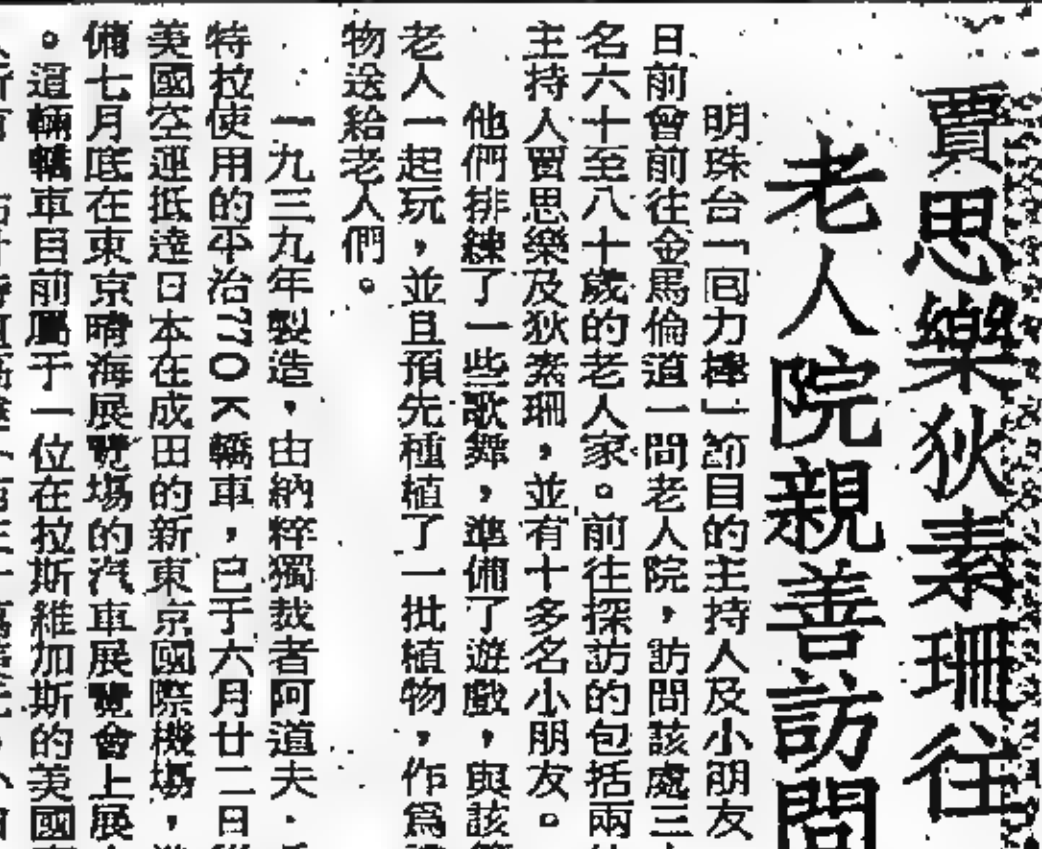 賈思樂狄素珊往
老人院親善訪問
明珠台「回力棒」節目的主持人及小朋友
日前曾前往金馬倫道一間老人院，訪問該處三
名六十至八十歲的老人家。前往探訪的包括兩
主持人賈思樂及狄素珊，並有十多名小朋友。
他們排練了一些歌舞，準備了遊戲，與該
老人一起玩，並且預先種植了一批植物，作爲
物送給老人們。
一九三九年製造，由納粹獨裁者阿道夫·
特拉使用的平治770K轎車，已于六月廿二日
美國空運抵達日本在成田的新東京國際機場，
備七月底在東京晴海展覽場的汽車展覽會上展
。這輛轎車目前屬于一位在拉斯維加斯的美國